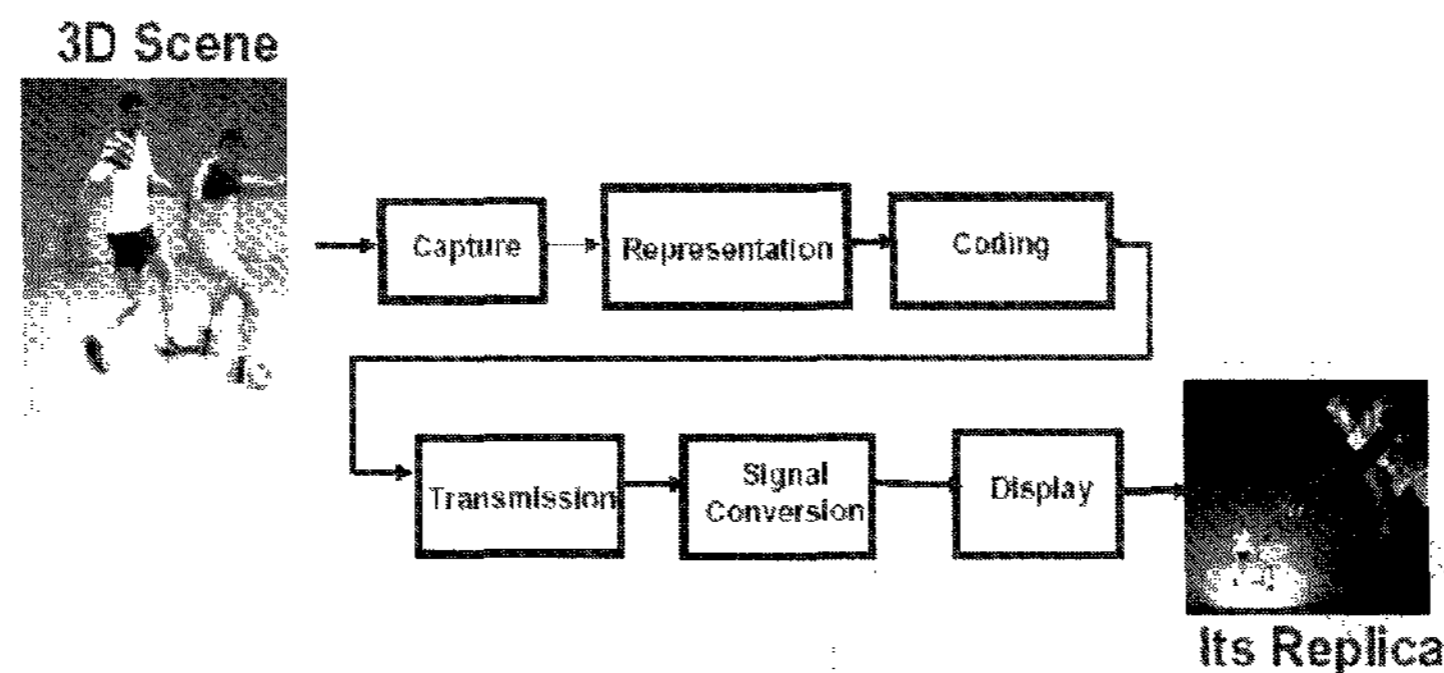 3D Scene
Capture
Representation
Coding
Transmission
Signal
Conversion
Display
Its Replica